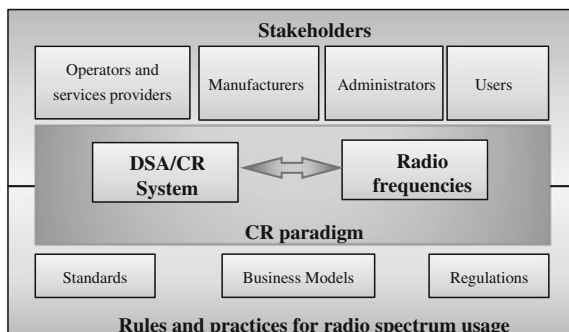 Stakeholders
Operators and
services providers
Manufacturers
Administrators
Users
DSA/CR
System
Radio
frequencies
CR paradigm
Standards
Business Models
Regulations
Rules and practices for radio spectrum usage